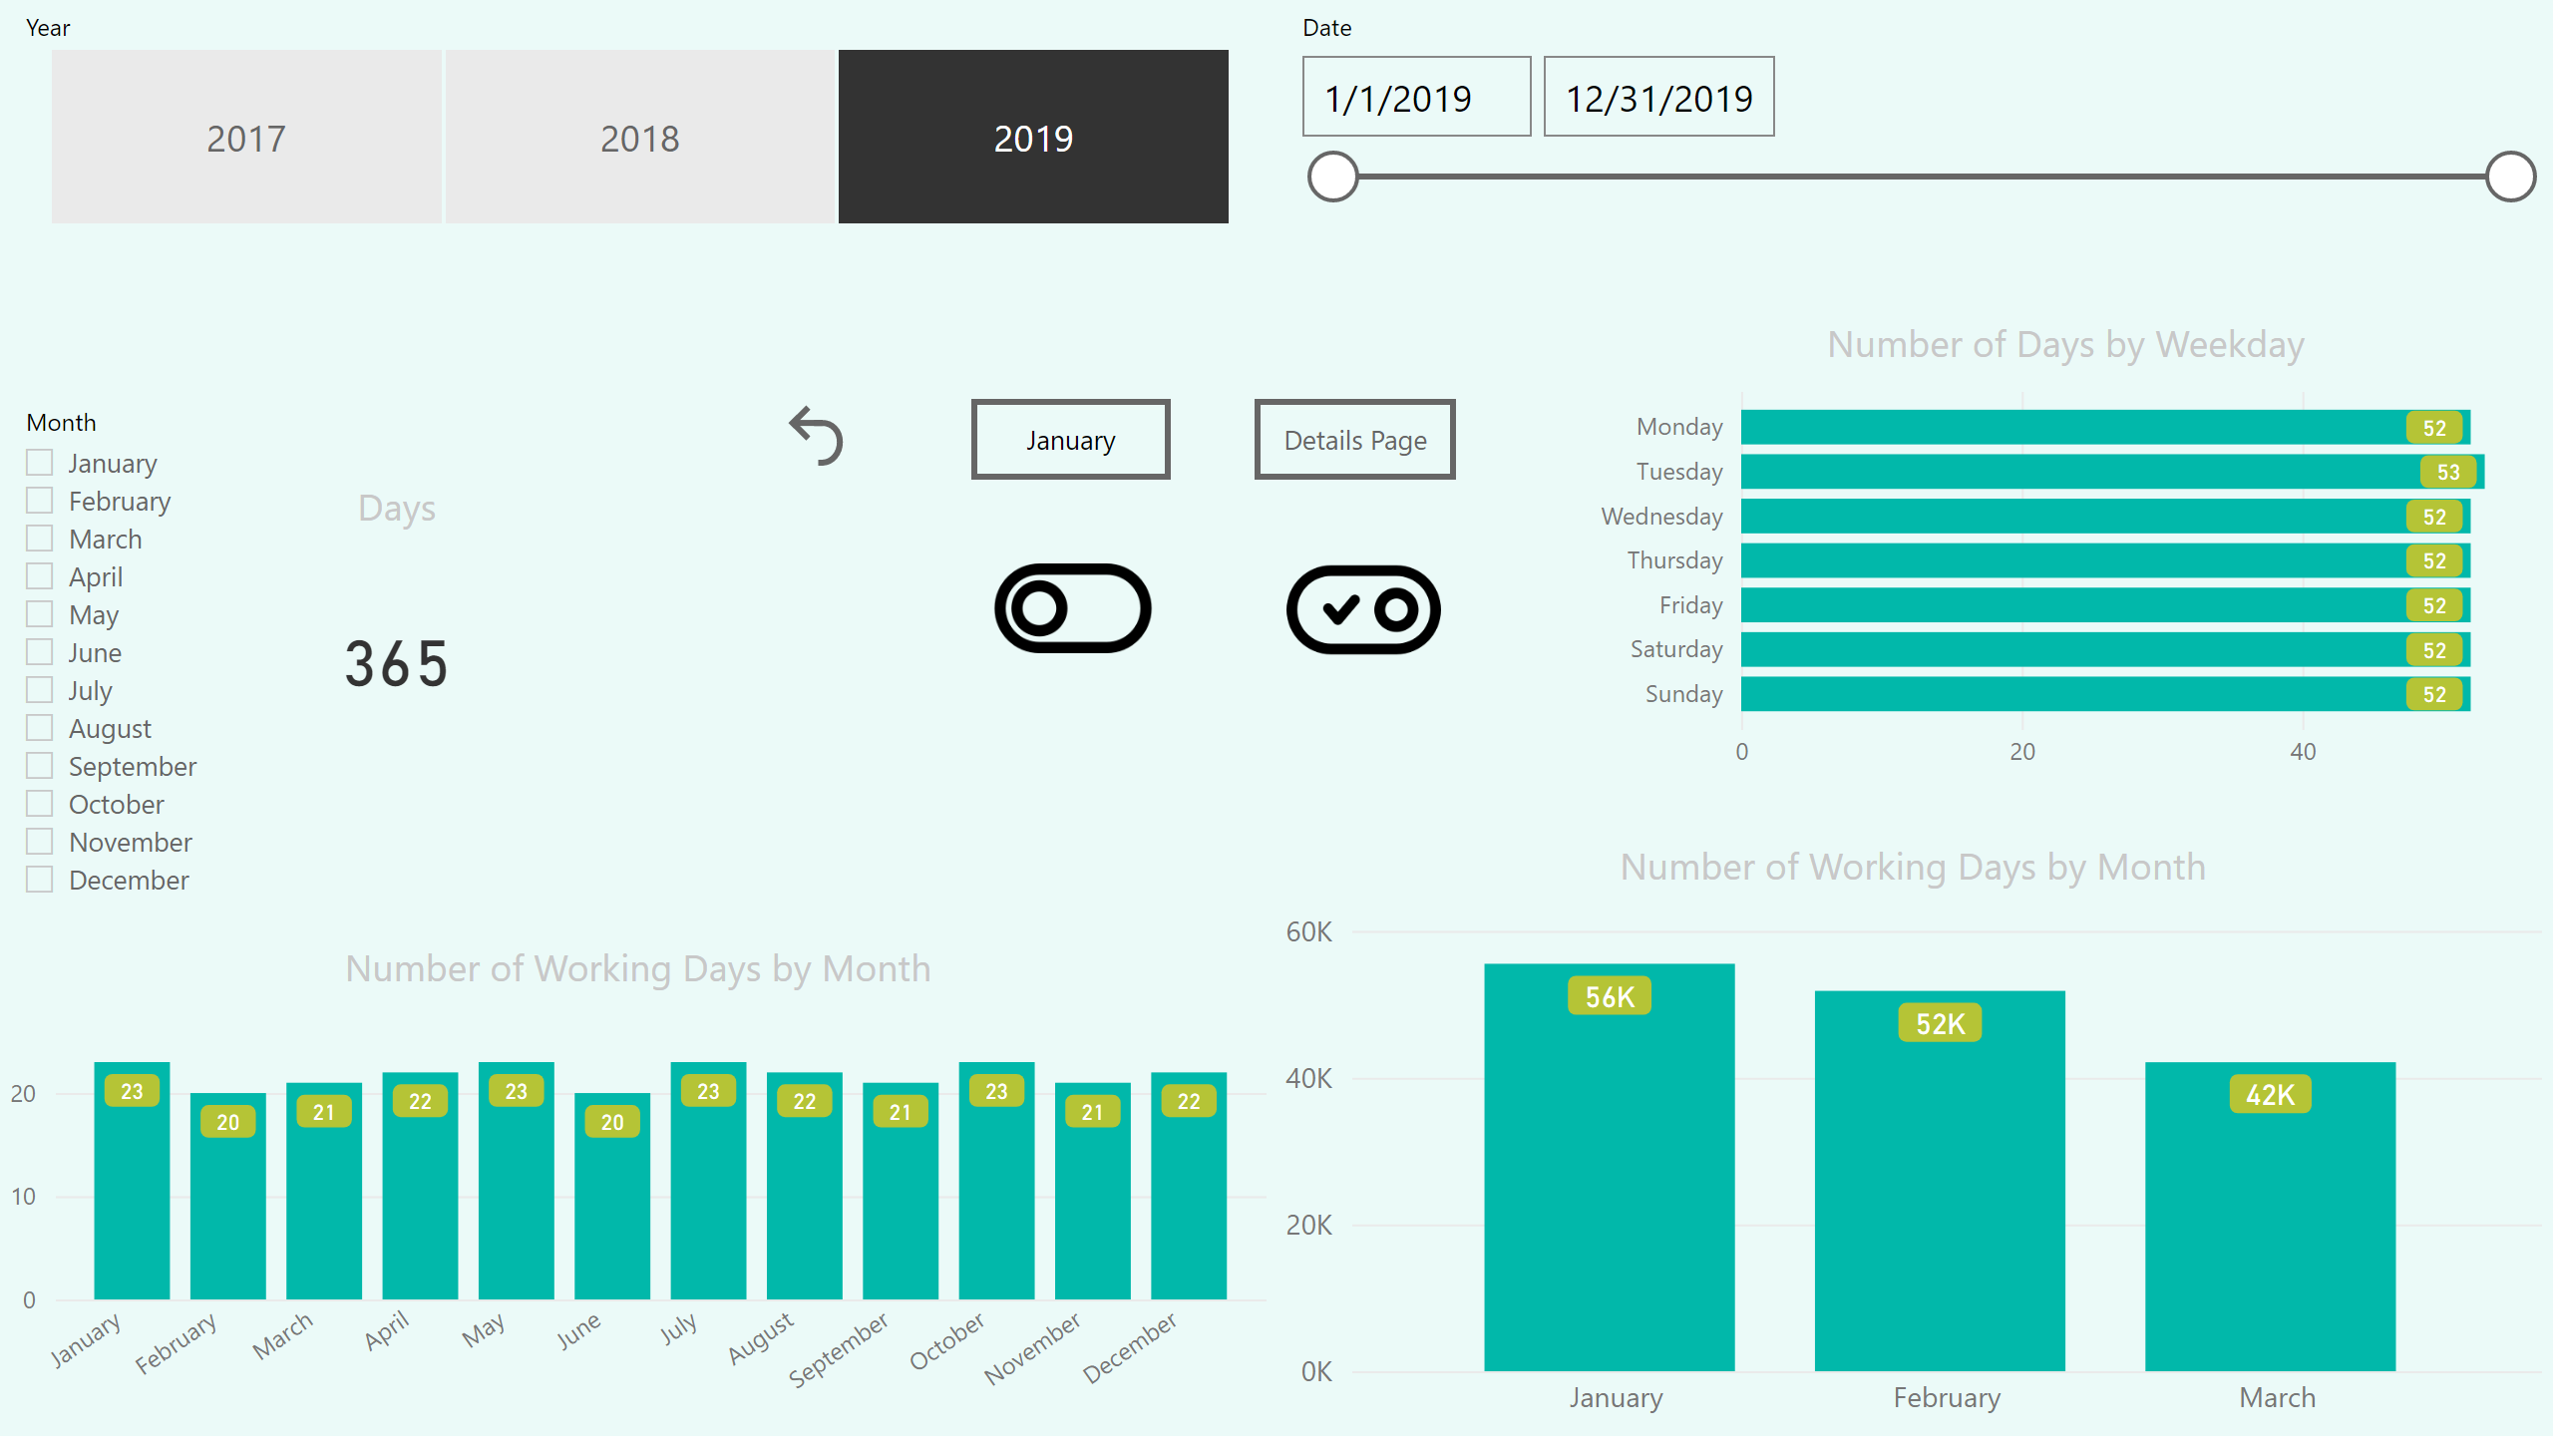 Year
2017
2018
2019
Date
1/1/2019
12/31/2019
Month
January
February
March
April
May
June
July
August
September
October
November
December
Days
365
January
Details Page
Number of Days by Weekday
Monday 52
Tuesday 53
Wednesday 52
Thursday 52
Friday 52
Saturday 52
Sunday 52
0 20 40
Number of Working Days by Month
20
10
0
23 20 21 22 23 20 23 22 21 23 21 22
January February March April May June July August September October November December
Number of Working Days by Month
60K
40K
20K
0K
56K 52K 42K
January February March